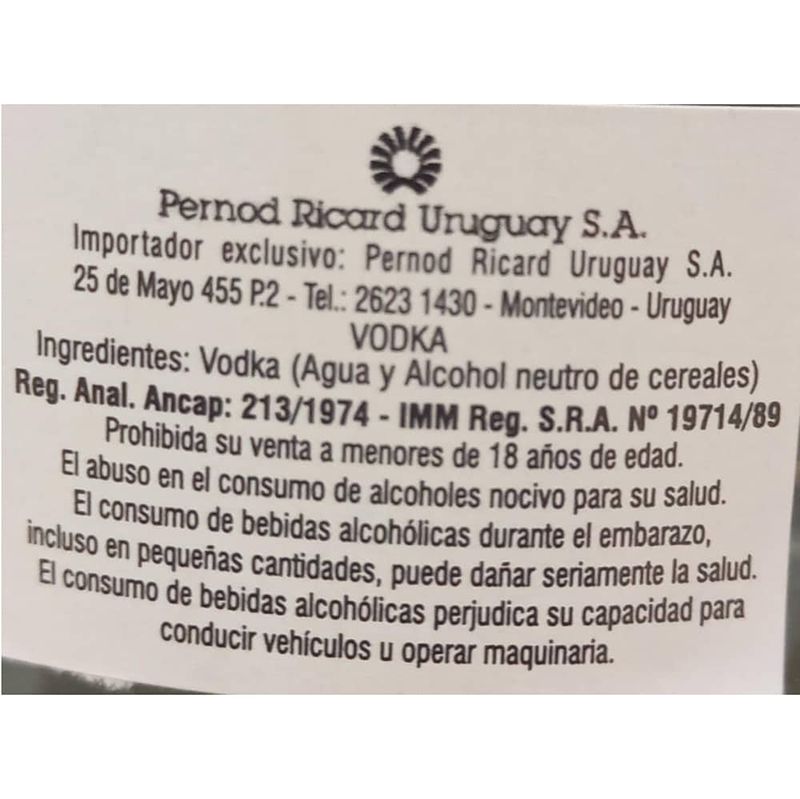 Pernod Ricard Uruguay S.A.
Importador exclusivo: Pernod Ricard Uruguay S.A.
25 de Mayo 455 P.2 - Tel.: 2623 1430 - Montevideo - Uruguay
VODKA
Ingredientes: Vodka (Agua y Alcohol neutro de cereales)
Reg. Anal. Ancap: 213/1974 - IMM Reg. S.R.A. Nº 19714/89
Prohibida su venta a menores de 18 años de edad.
El abuso en el consumo de alcoholes nocivo para su salud.
El consumo de bebidas alcohólicas durante el embarazo,
incluso en pequeñas cantidades, puede dañar seriamente la salud.
El consumo de bebidas alcohólicas perjudica su capacidad para
conducir vehículos u operar maquinaria.